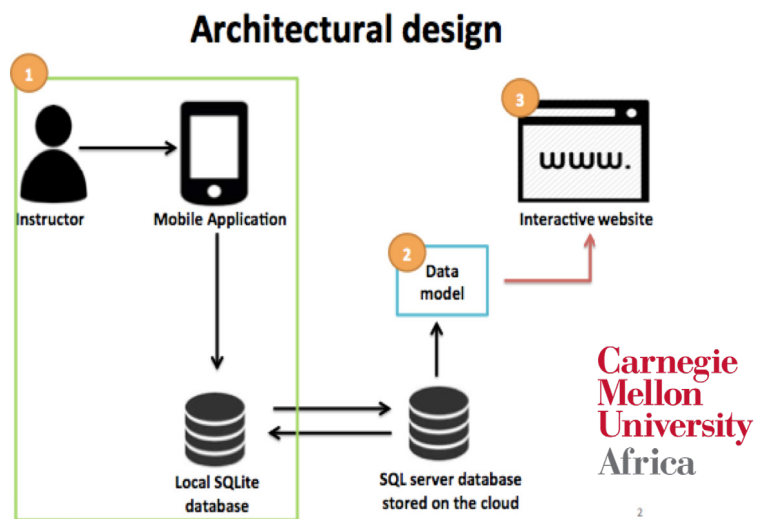 Architectural design
1
3
www.
Instructor
Mobile Application
Interactive website
2
Data
model
Carnegie
Mellon
University
Africa
Local SQLite
database
SQL server database
stored on the cloud
2